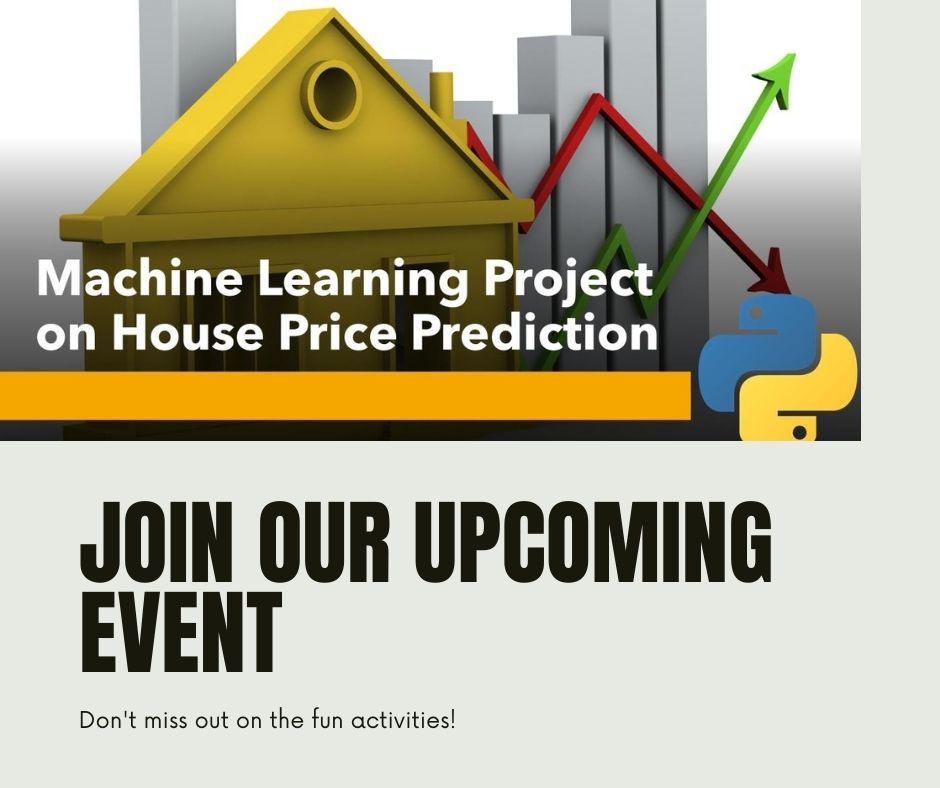 Machine Learning Project
on House Price Prediction
JOIN OUR UPCOMING
EVENT
Don't miss out on the fun activities!